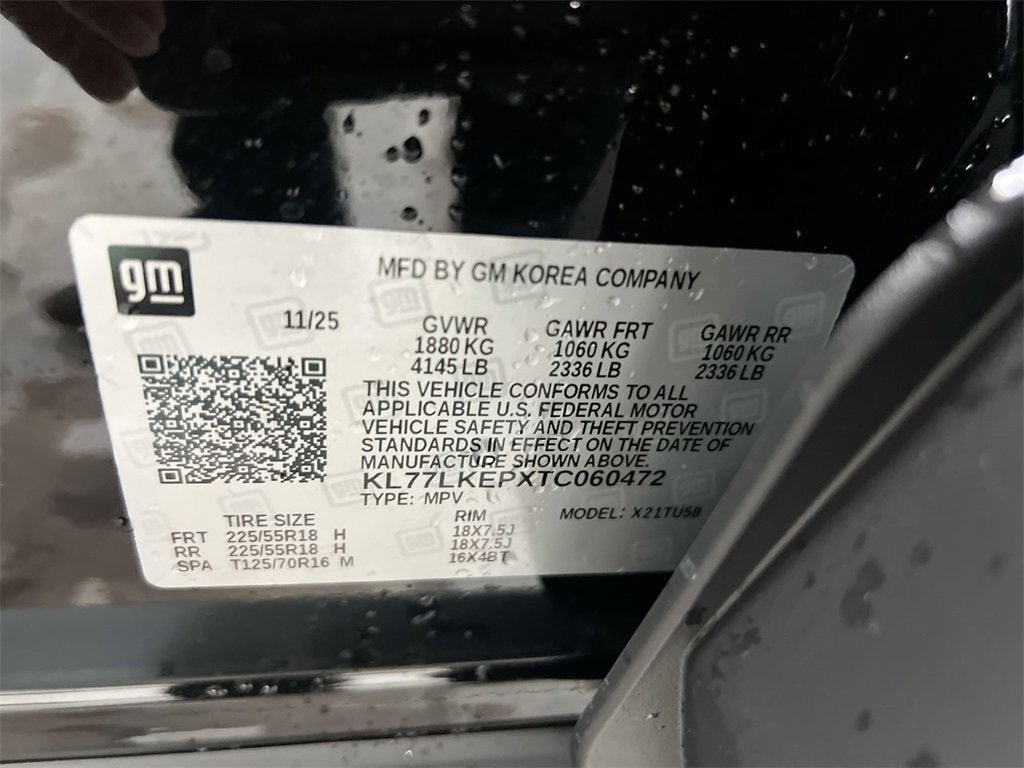 gm
MFD BY GM KOREA COMPANY
11/25
GVWR GAWR FRT GAWR RR
1880 KG 1060 KG 1060 KG
4145 LB 2336 LB 2336 LB
THIS VEHICLE CONFORMS TO ALL
APPLICABLE U.S. FEDERAL MOTOR
VEHICLE SAFETY AND THEFT PREVENTION
STANDARDS IN EFFECT ON THE DATE OF
MANUFACTURE SHOWN ABOVE.
KL77LKEPXTC060472
TYPE: MPV MODEL: X21TU58
TIRE SIZE RIM
FRT 225/55R18 H 18X7.5J
RR 225/55R18 H 18X7.5J
SPA T125/70R16 M 16X4BT